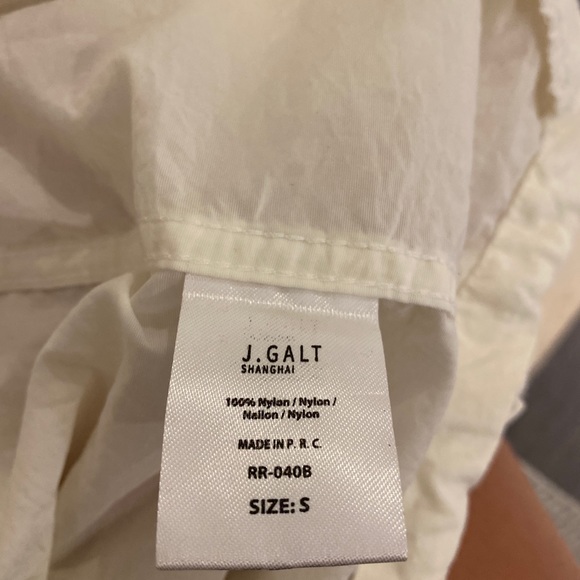 J.GALT
SHANGHAI
100% Nylon / Nylon /
Nailon / Nylon
MADE IN P. R. C.
RR-040B
SIZE: S